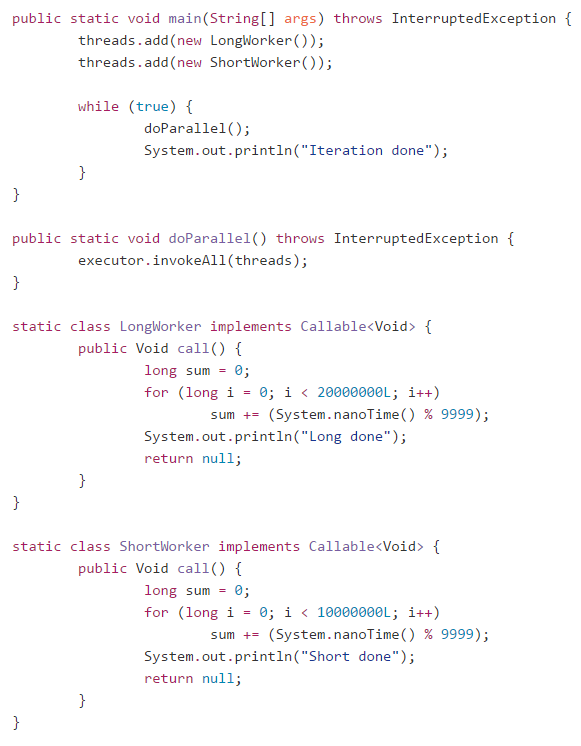 public static void main(String[] args) throws InterruptedException {
        threads.add(new LongWorker());
        threads.add(new ShortWorker());

        while (true) {
                doParallel();
                System.out.println("Iteration done");
        }
}

public static void doParallel() throws InterruptedException {
        executor.invokeAll(threads);
}

static class LongWorker implements Callable<Void> {
        public Void call() {
                long sum = 0;
                for (long i = 0; i < 20000000L; i++)
                        sum += (System.nanoTime() % 9999);
                System.out.println("Long done");
                return null;
        }
}

static class ShortWorker implements Callable<Void> {
        public Void call() {
                long sum = 0;
                for (long i = 0; i < 10000000L; i++)
                        sum += (System.nanoTime() % 9999);
                System.out.println("Short done");
                return null;
        }
}